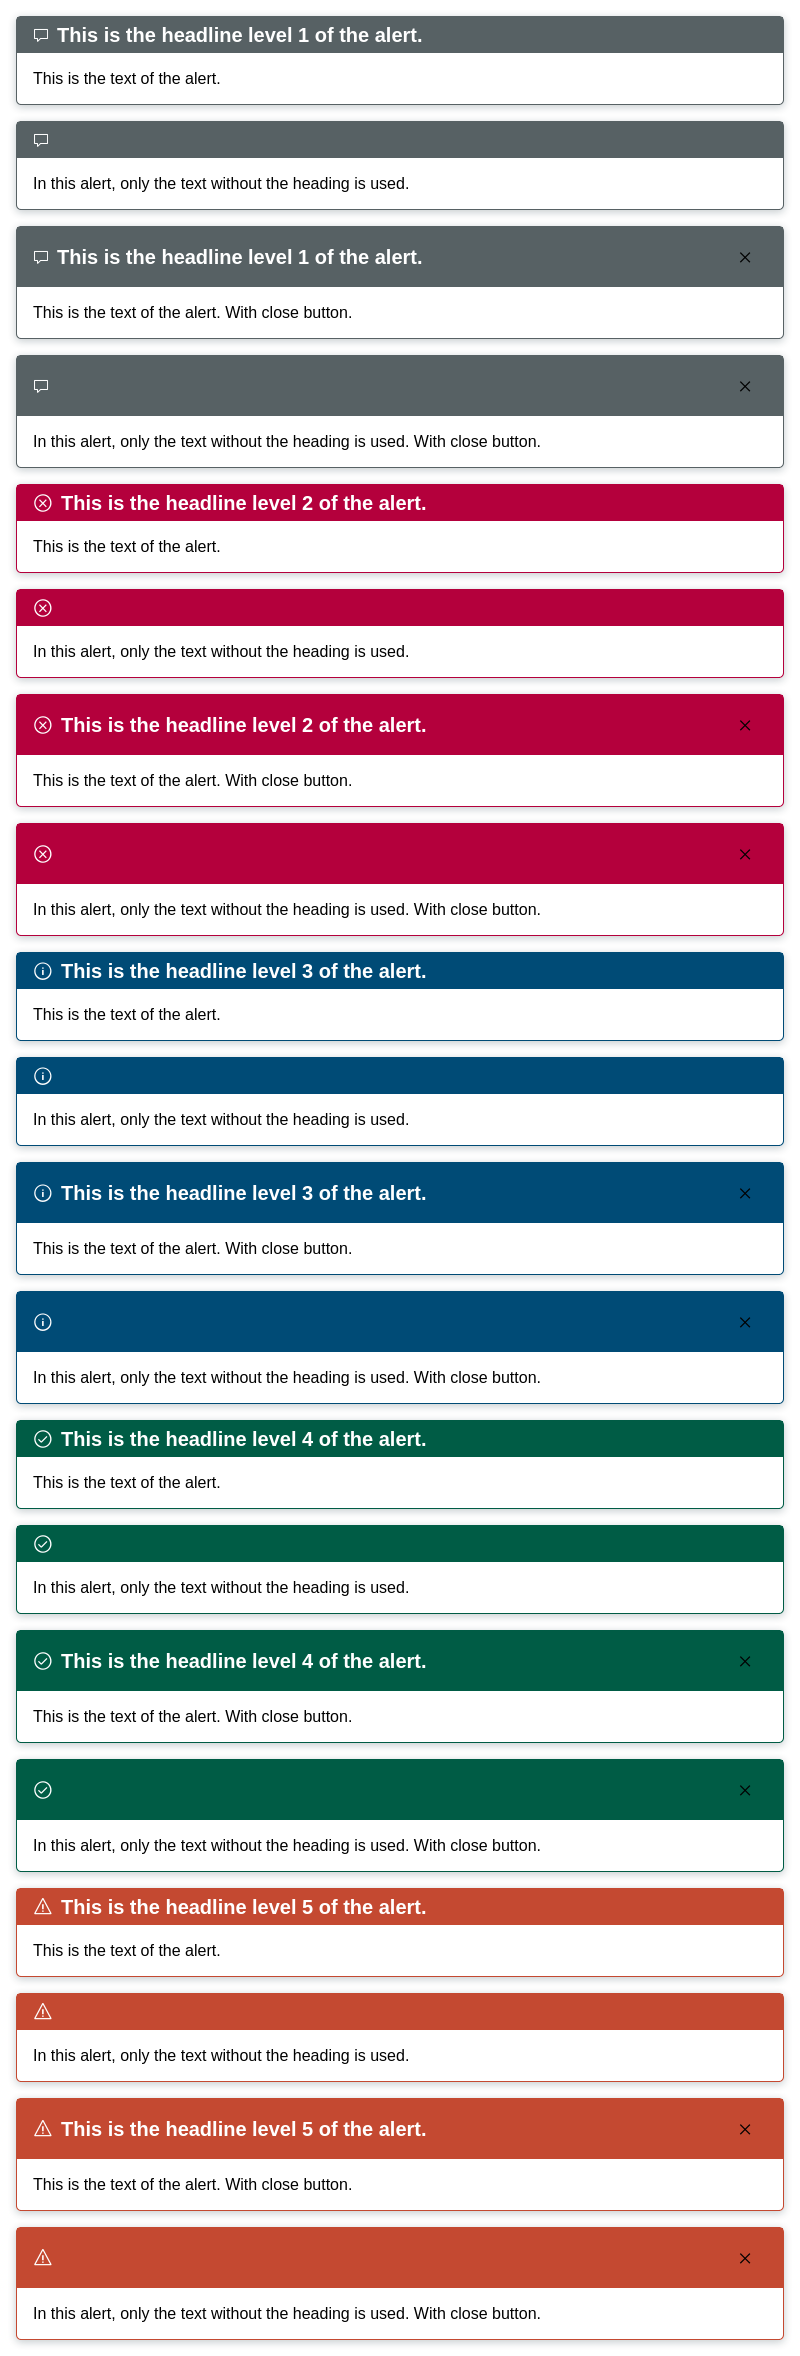 This is the headline level 1 of the alert.
This is the text of the alert.
In this alert, only the text without the heading is used.
This is the headline level 1 of the alert.
This is the text of the alert. With close button.
In this alert, only the text without the heading is used. With close button.
This is the headline level 2 of the alert.
This is the text of the alert.
In this alert, only the text without the heading is used.
This is the headline level 2 of the alert.
This is the text of the alert. With close button.
In this alert, only the text without the heading is used. With close button.
This is the headline level 3 of the alert.
This is the text of the alert.
In this alert, only the text without the heading is used.
This is the headline level 3 of the alert.
This is the text of the alert. With close button.
In this alert, only the text without the heading is used. With close button.
This is the headline level 4 of the alert.
This is the text of the alert.
In this alert, only the text without the heading is used.
This is the headline level 4 of the alert.
This is the text of the alert. With close button.
In this alert, only the text without the heading is used. With close button.
This is the headline level 5 of the alert.
This is the text of the alert.
In this alert, only the text without the heading is used.
This is the headline level 5 of the alert.
This is the text of the alert. With close button.
In this alert, only the text without the heading is used. With close button.